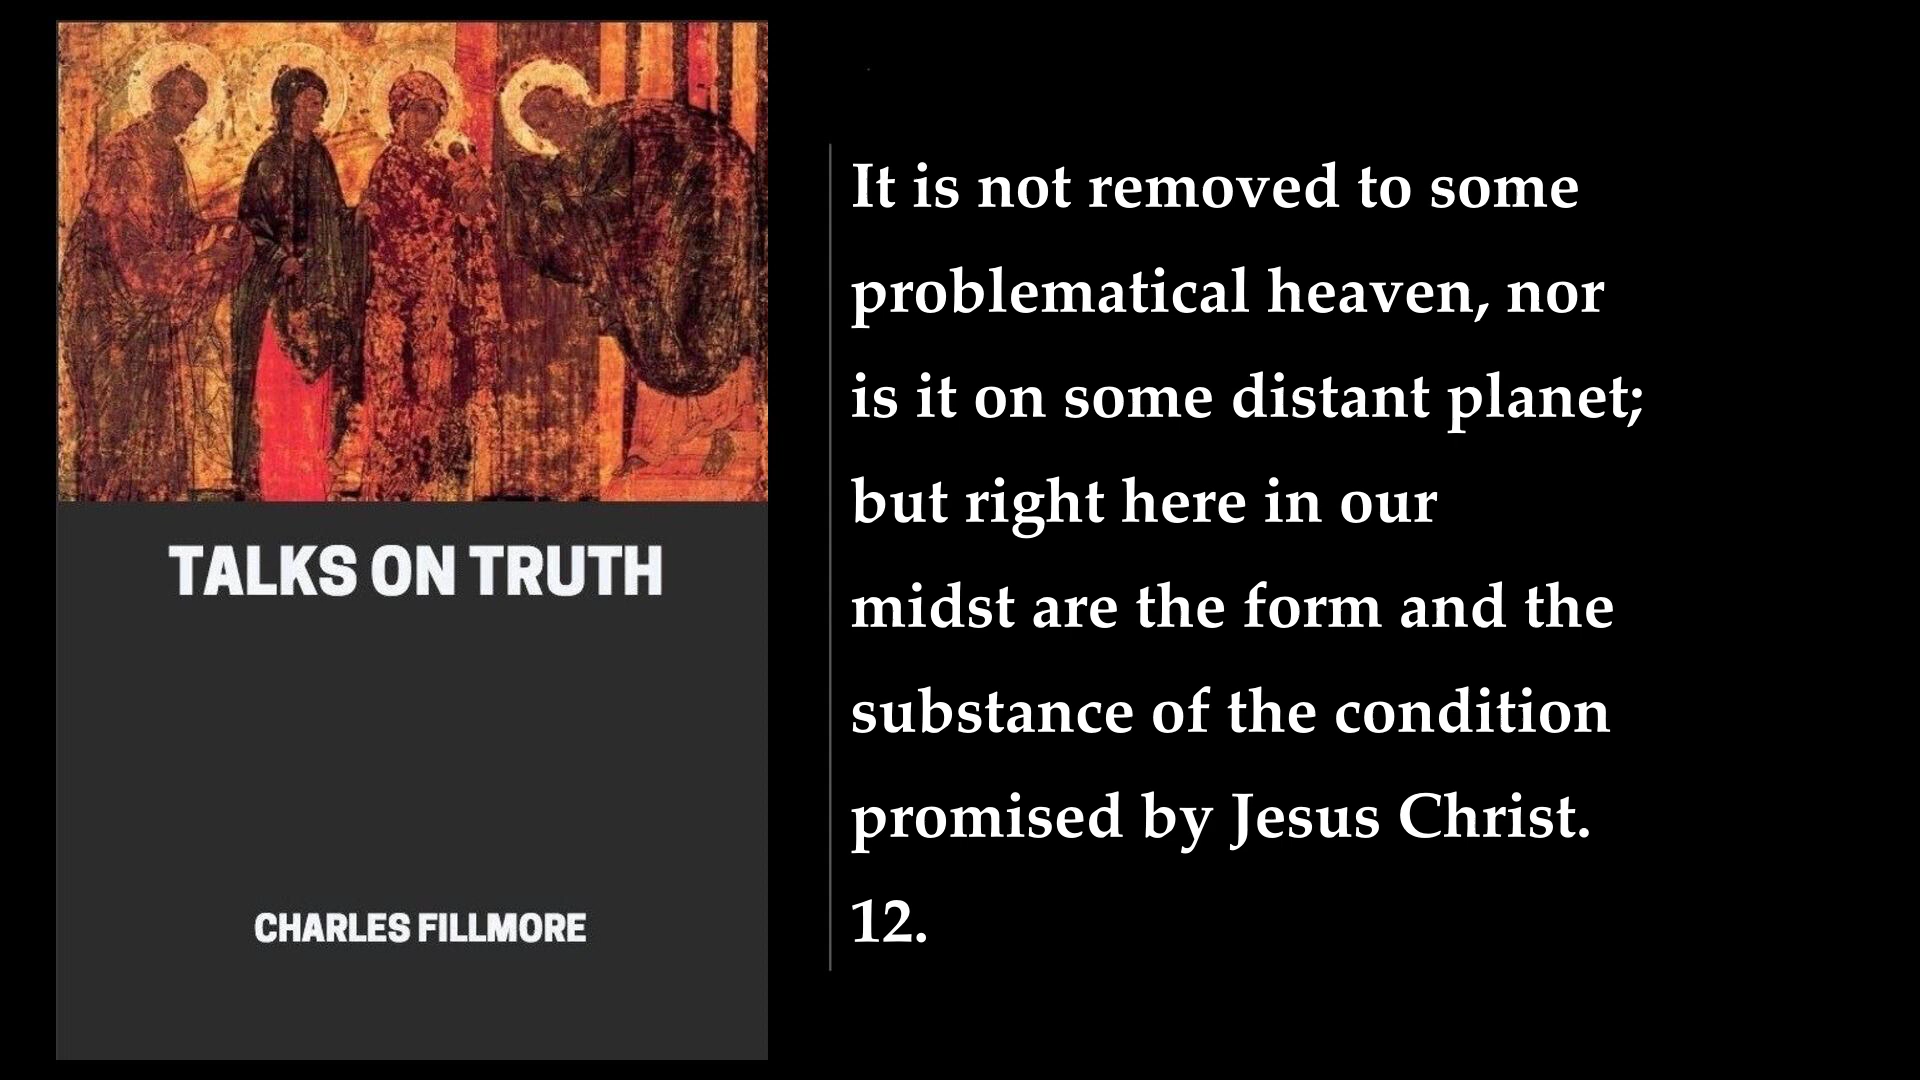 TALKS ON TRUTH
CHARLES FILLMORE
It is not removed to some
problematical heaven, nor
is it on some distant planet;
but right here in our
midst are the form and the
substance of the condition
promised by Jesus Christ.
12.